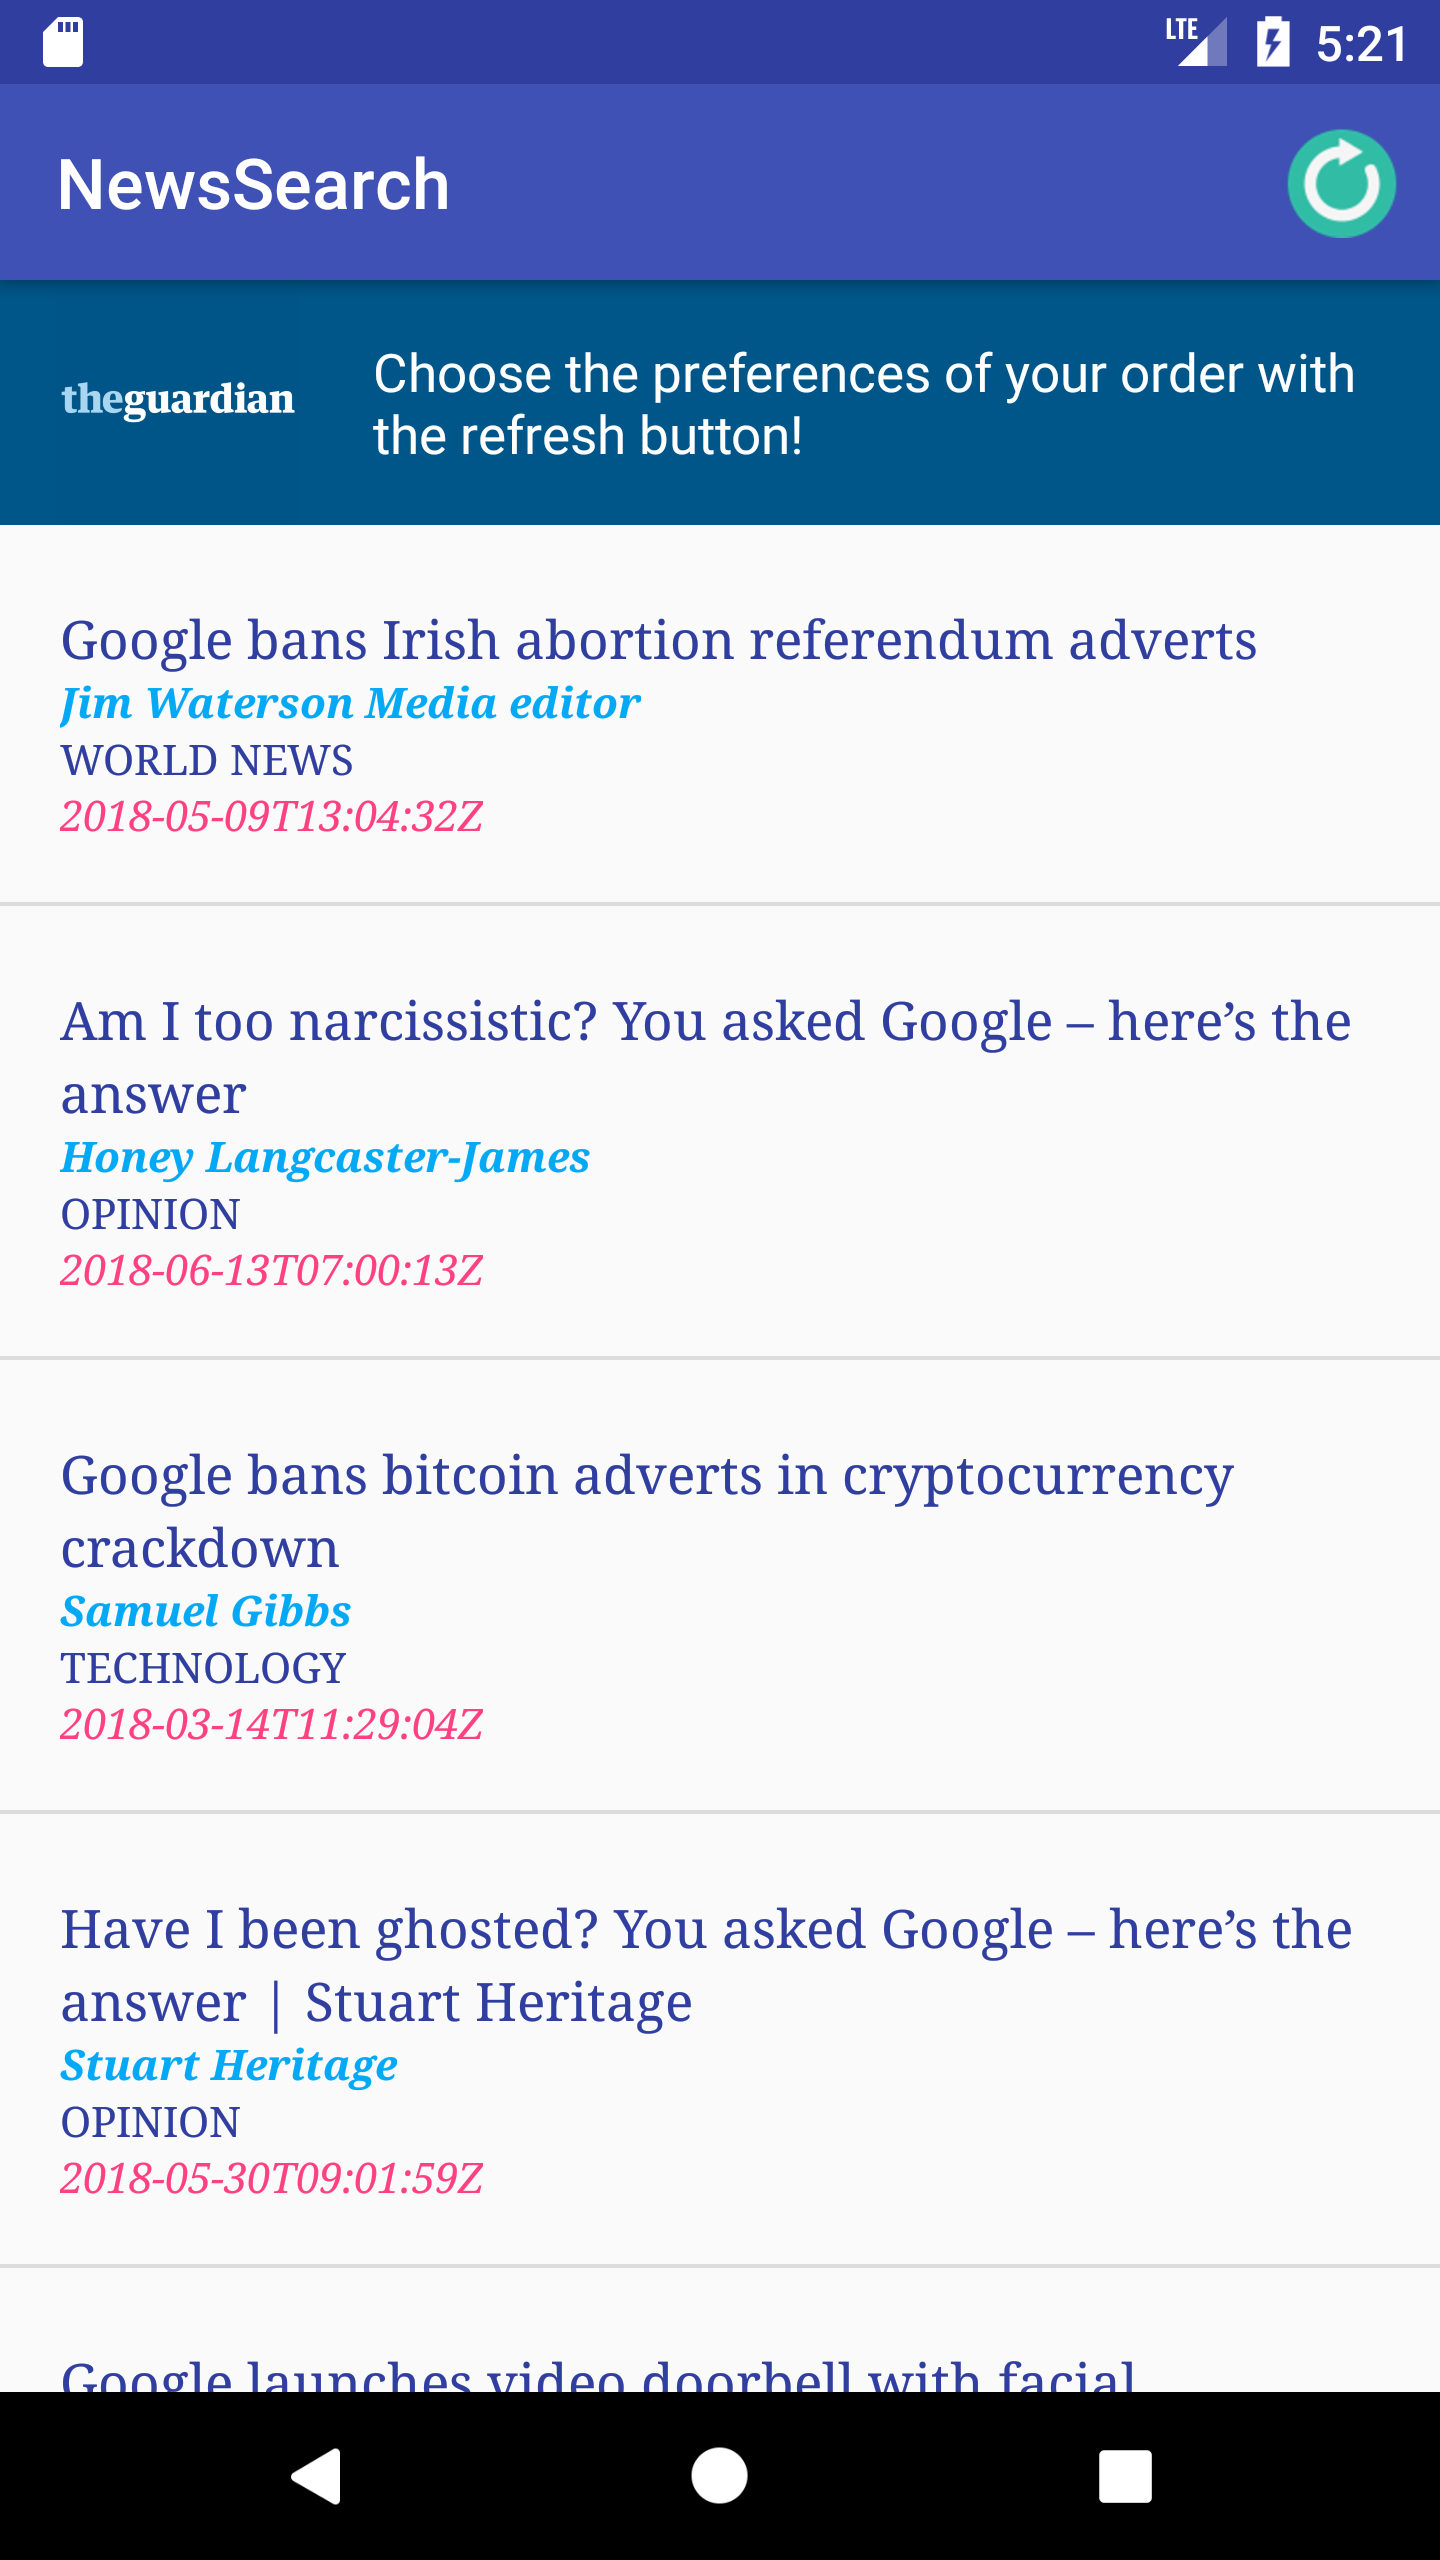 LTE 5:21
NewsSearch
theguardian
Choose the preferences of your order with
the refresh button!
Google bans Irish abortion referendum adverts
Jim Waterson Media editor
WORLD NEWS
2018-05-09T13:04:32Z
Am I too narcissistic? You asked Google – here’s the
answer
Honey Langcaster-James
OPINION
2018-06-13T07:00:13Z
Google bans bitcoin adverts in cryptocurrency
crackdown
Samuel Gibbs
TECHNOLOGY
2018-03-14T11:29:04Z
Have I been ghosted? You asked Google – here’s the
answer | Stuart Heritage
Stuart Heritage
OPINION
2018-05-30T09:01:59Z
Google launches video doorbell with facial